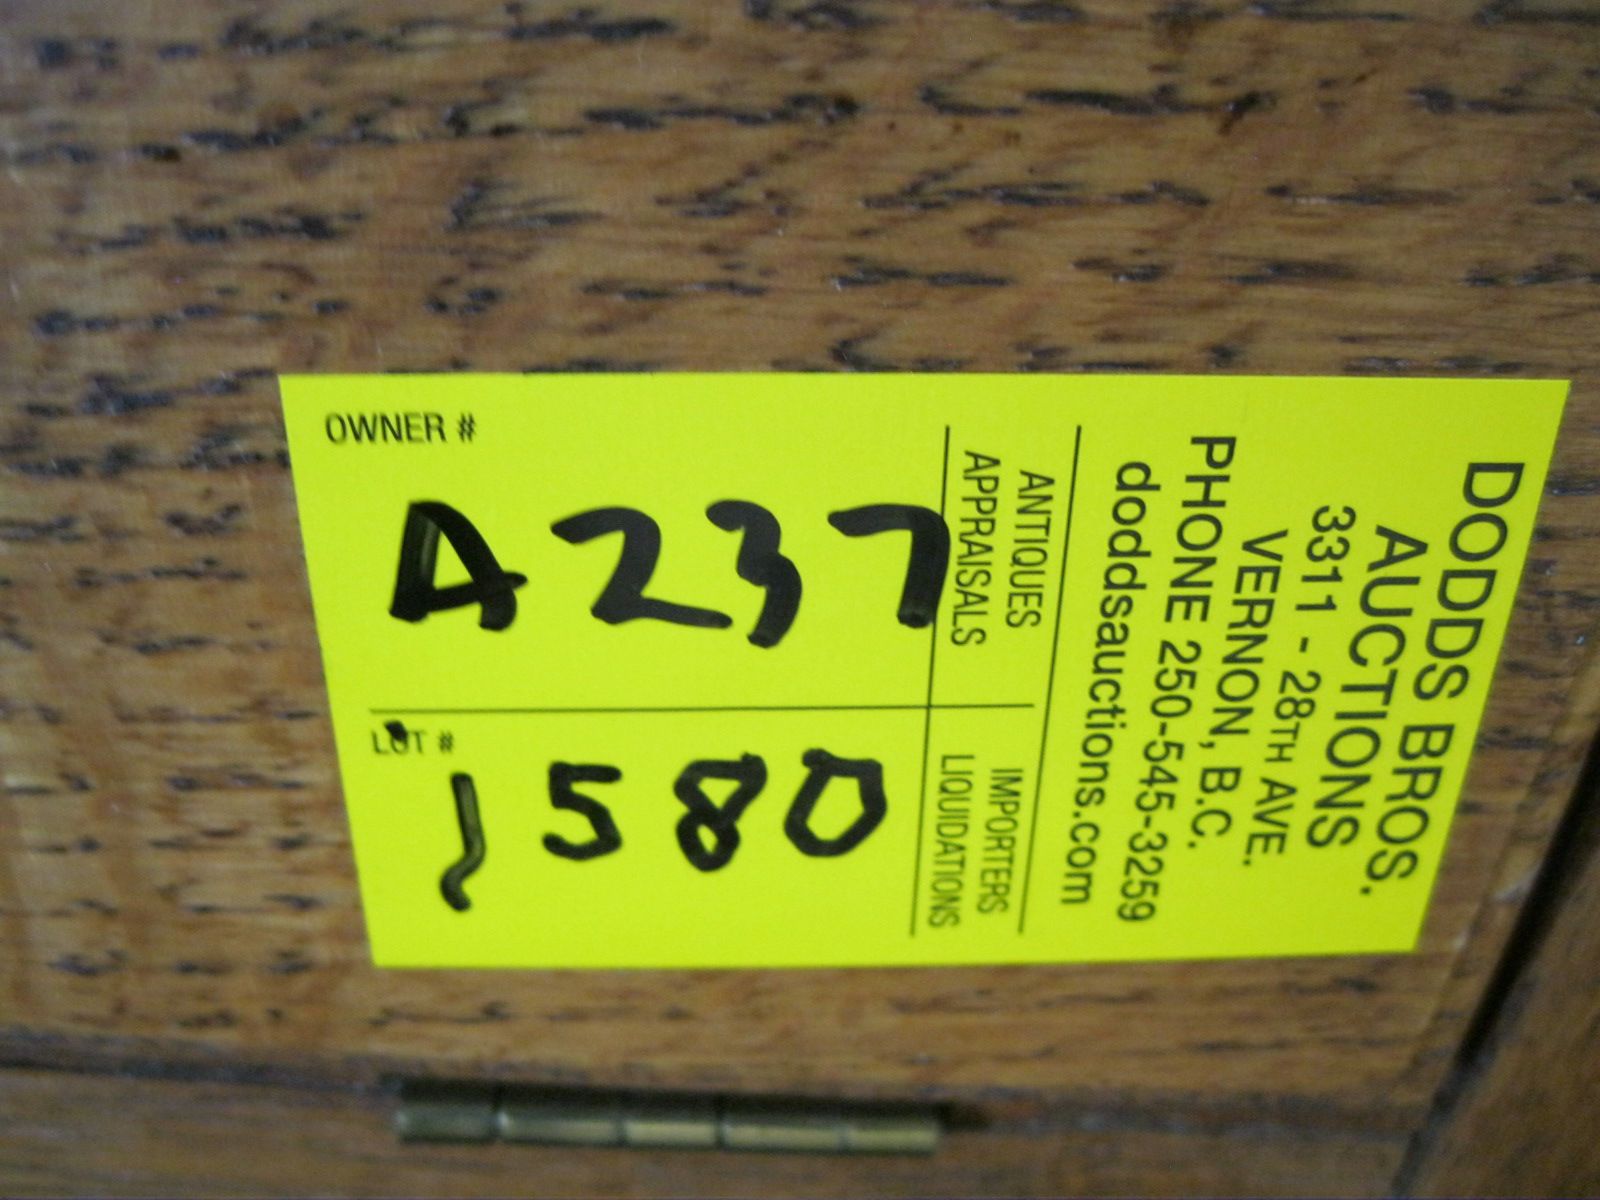 DODDS BROS.
AUCTIONS
3311 - 28TH AVE.
VERNON, B.C.
PHONE 250-545-3259
doddsauctions.com
ANTIQUES
APPRAISALS
IMPORTERS
LIQUIDATIONS
OWNER #
A237
LOT #
1580